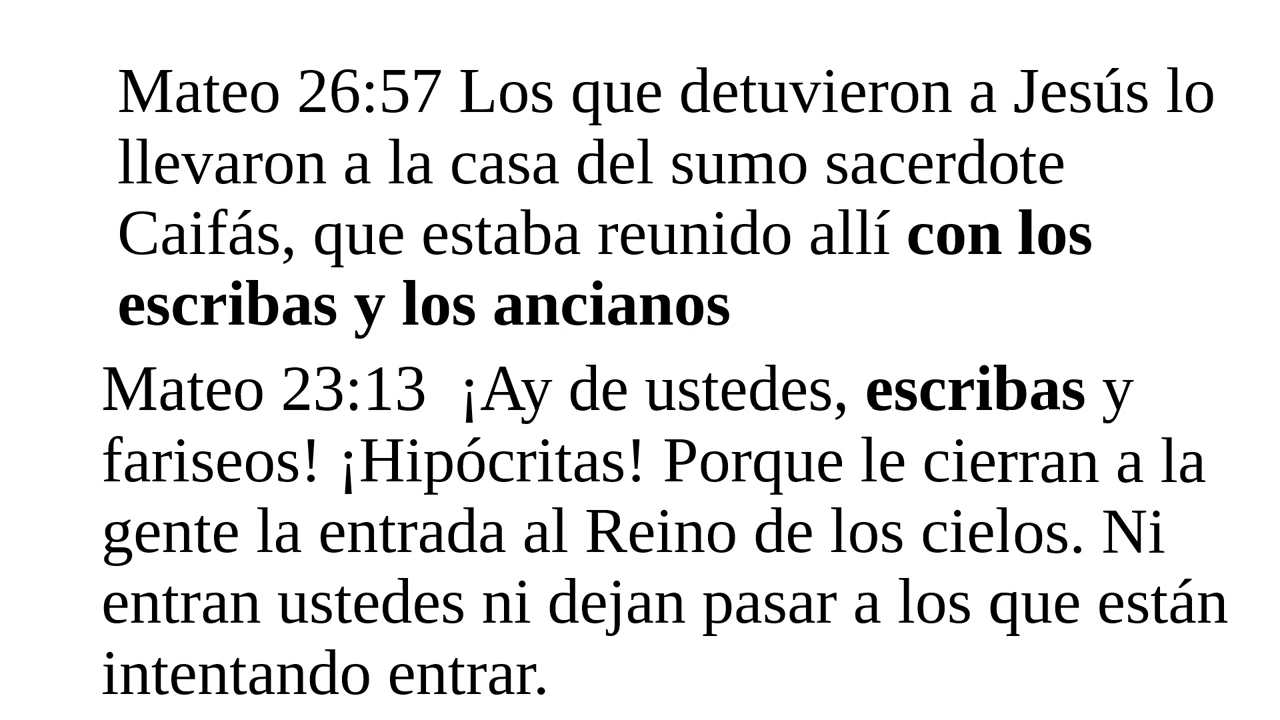 Mateo 26:57 Los que detuvieron a Jesús lo
llevaron a la casa del sumo sacerdote
Caifás, que estaba reunido allí con los
escribas y los ancianos
Mateo 23:13  ¡Ay de ustedes, escribas y
fariseos! ¡Hipócritas! Porque le cierran a la
gente la entrada al Reino de los cielos. Ni
entran ustedes ni dejan pasar a los que están
intentando entrar.